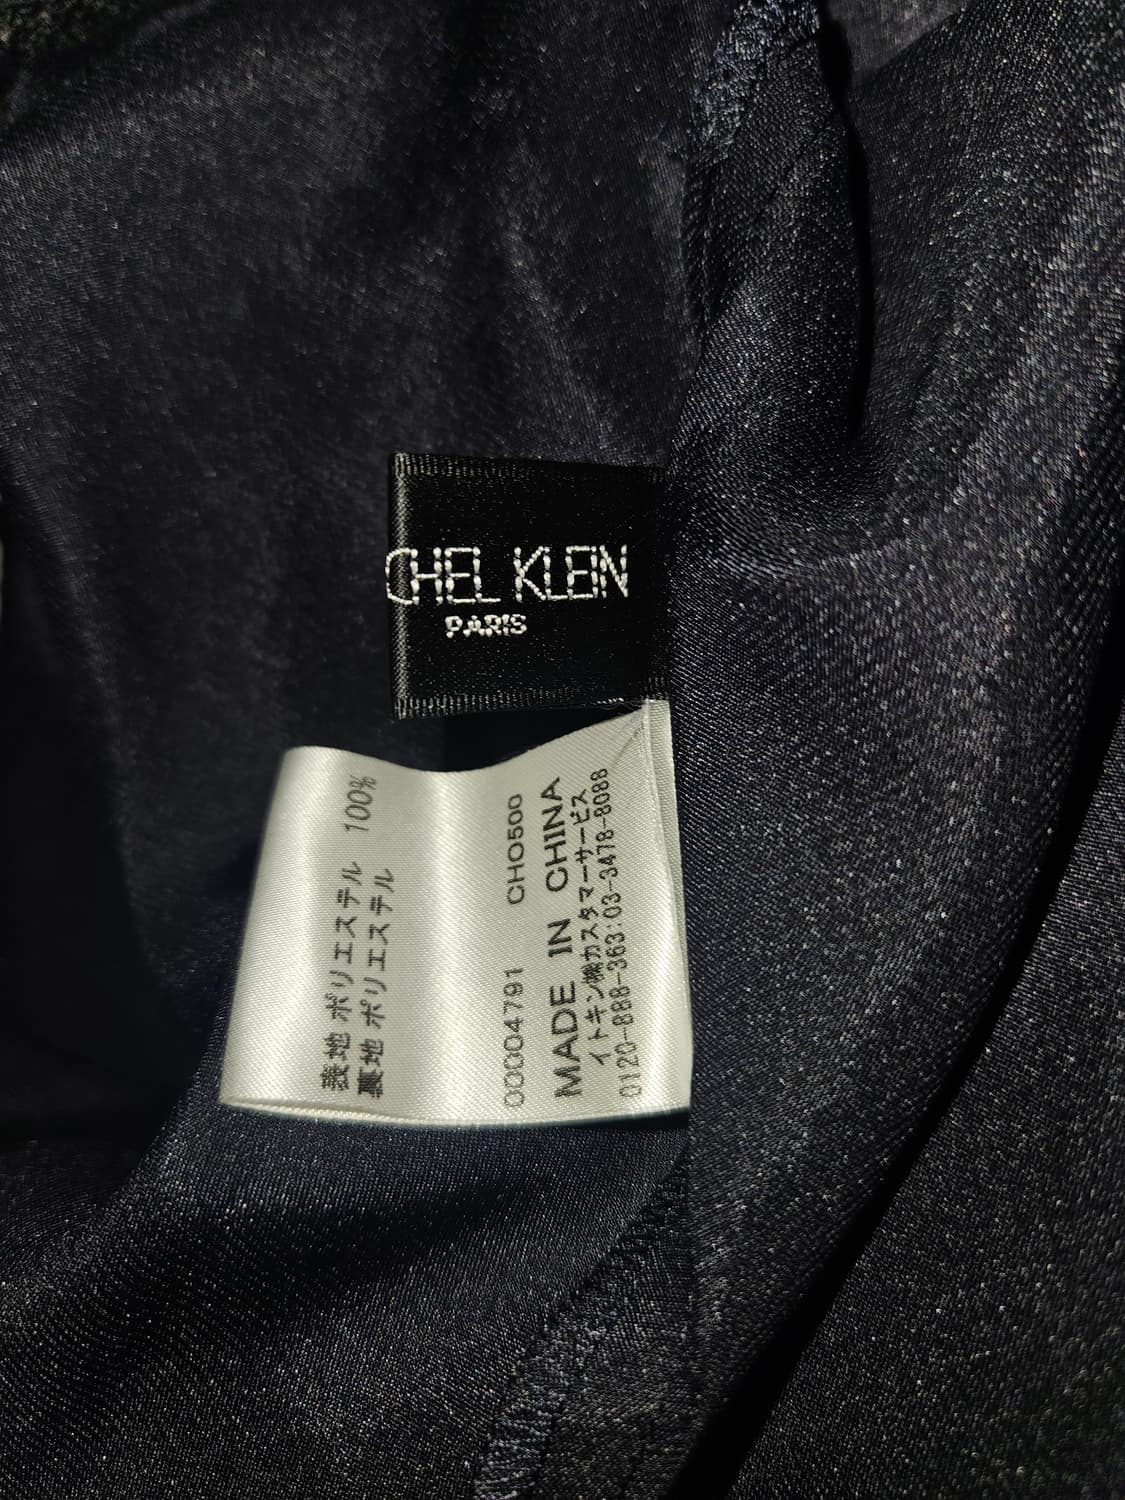 CHEL KLEIN
PARIS
表地 ポリエステル 100%
裏地 ポリエステル
00004791 CHO500
MADE IN CHINA
イトキン㈱カスタマーサービス
0120-888-363:03-3478-8088